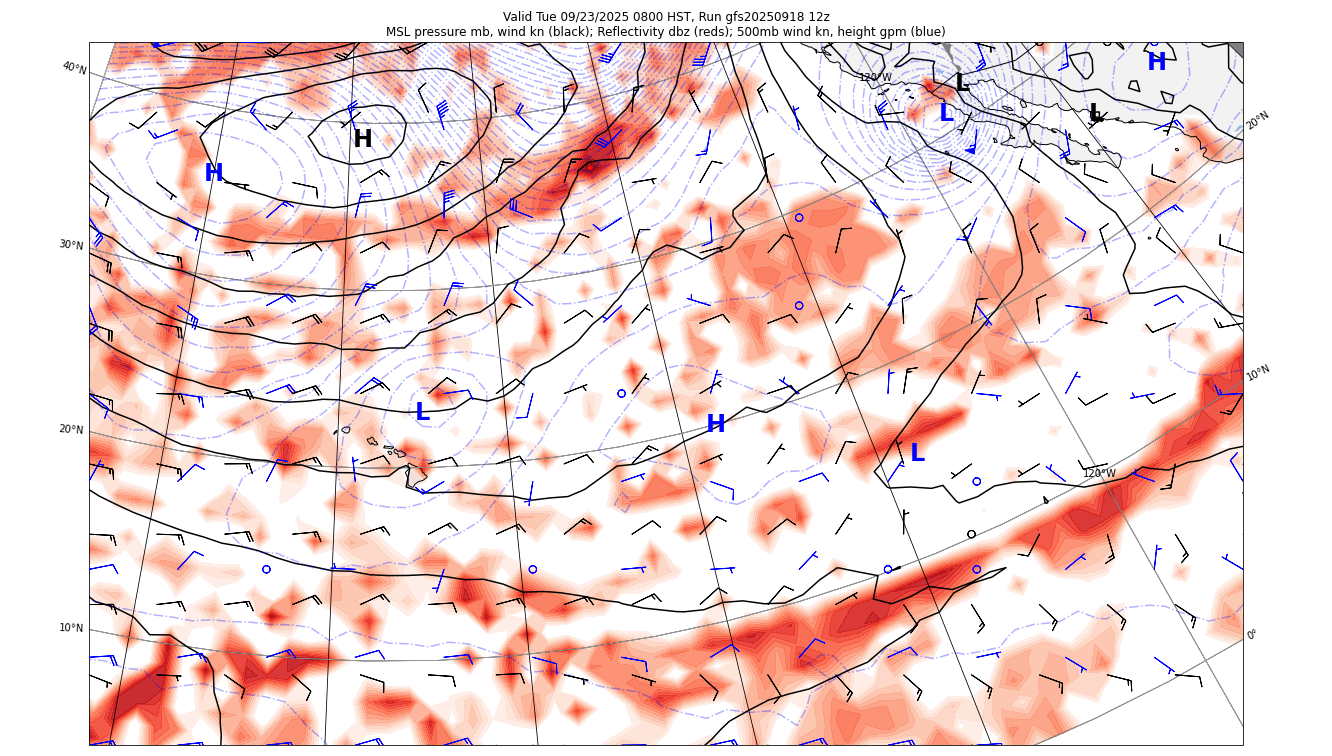 Valid Tue 09/23/2025 0800 HST, Run gfs20250918 12z
MSL pressure mb, wind kn (black); Reflectivity dbz (reds); 500mb wind kn, height gpm (blue)
40°N
120°W
H
L
L
L
20°N
H
H
30°N
10°N
L
H
20°N
L
120°W
10°N
0°